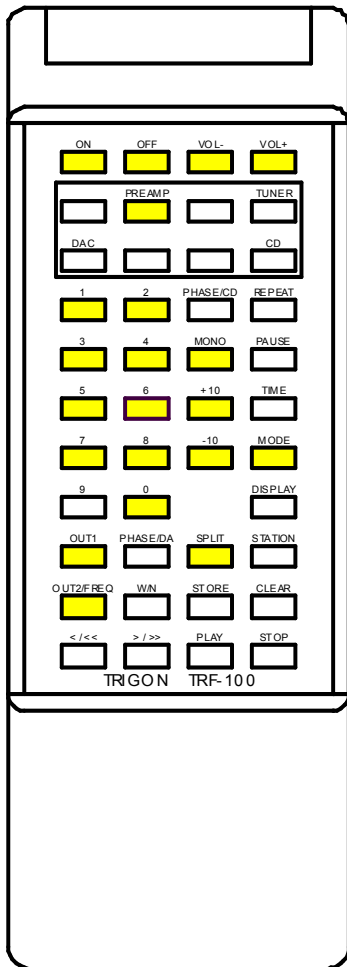 ON OFF VOL- VOL+
PREAMP TUNER
DAC CD
1 2 PHASE/CD REPEAT
3 4 MONO PAUSE
5 6 +10 TIME
7 8 -10 MODE
9 0 DISPLAY
OUT1 PHASE/DA SPLIT STATION
OUT2/FREQ W/N STORE CLEAR
</<< >/>> PLAY STOP
TRIGON TRF-100